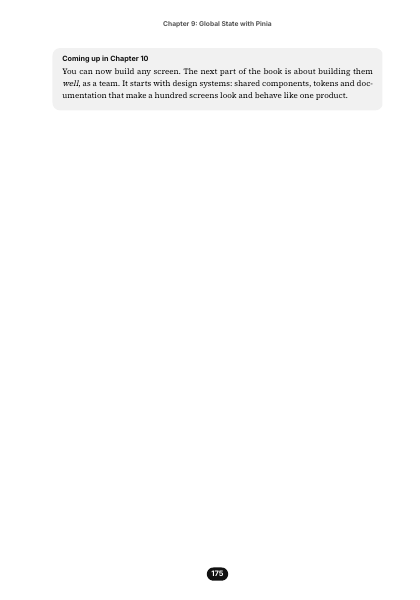 Chapter 9: Global State with Pinia
Coming up in Chapter 10
You can now build any screen. The next part of the book is about building them
well, as a team. It starts with design systems: shared components, tokens and doc-
umentation that make a hundred screens look and behave like one product.
175